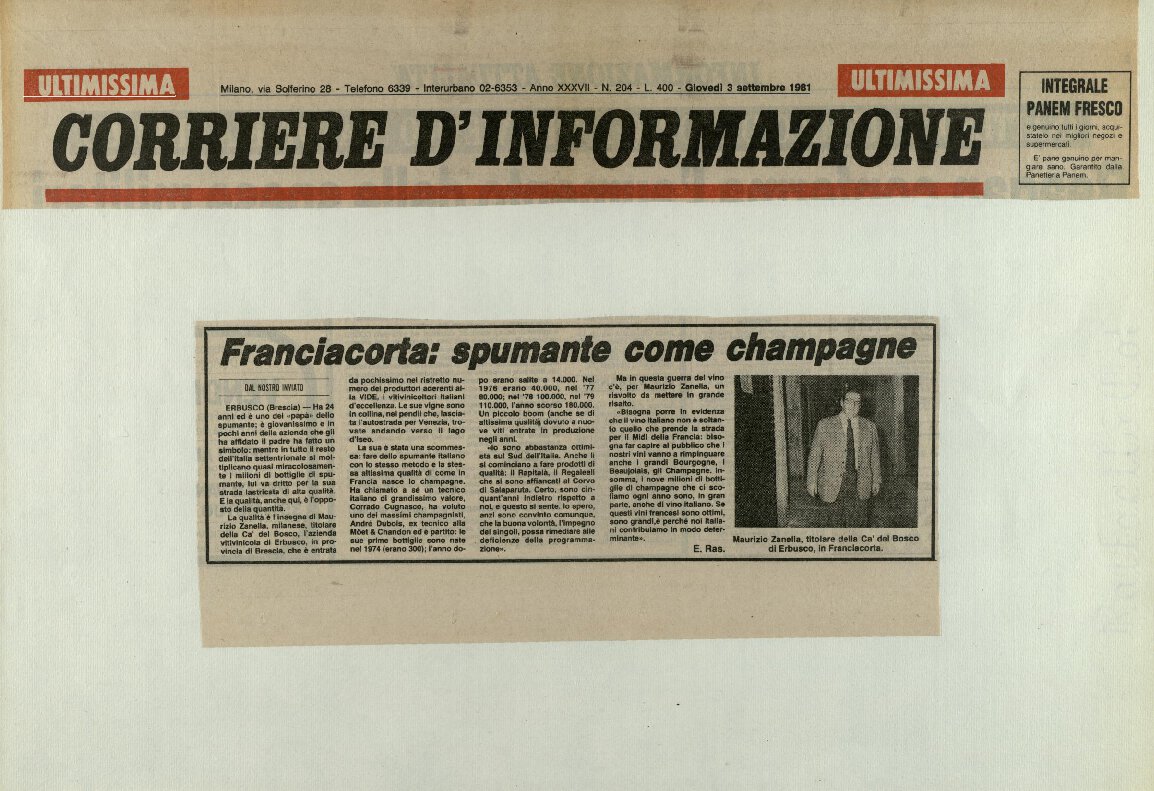 ULTIMISSIMA
Milano, via Solferino 28 - Telefono 6339 - Interurbano 02-6353 - Anno XXXVII - N. 204 - L. 400 - Giovedì 3 settembre 1981
ULTIMISSIMA
CORRIERE D'INFORMAZIONE
INTEGRALE
PANEM FRESCO
e genuino tutti i giorni, acqui-
statelo nei migliori negozi e
supermercati.
E' pane genuino per man-
giare sano. Garantito dalla
Panetteria Panem.
Franciacorta: spumante come champagne
DAL NOSTRO INVIATO
ERBUSCO (Brescia) — Ha 24
anni ed è uno dei «papà» dello
spumante; è giovanissimo e in
pochi anni della azienda che gli
ha affidato il padre ha fatto un
simbolo: mentre in tutto il resto
dell'Italia settentrionale si mol-
tiplicano quasi miracolosamen-
te i milioni di bottiglie di spu-
mante, lui va dritto per la sua
strada lastricata di alta qualità.
E la qualità, anche qui, è l'oppo-
sto della quantità.
La qualità è l'insegna di Mau-
rizio Zanella, milanese, titolare
della Ca' del Bosco, l'azienda
vitivinicola di Erbusco, in pro-
vincia di Brescia, che è entrata
da pochissimo nel ristretto nu-
mero dei produttori aderenti al-
la VIDE, i vitivinicoltori italiani
d'eccellenza. Le sue vigne sono
in collina, nei pendii che, lascia-
ta l'autostrada per Venezia, tro-
vate andando verso il lago
d'Iseo.
La sua è stata una scommes-
sa: fare dello spumante italiano
con lo stesso metodo e la stes-
sa altissima qualità di come in
Francia nasce lo champagne.
Ha chiamato a sé un tecnico
italiano di grandissimo valore,
Corrado Cugnasce, ha voluto
uno dei massimi champagnisti,
André Dubois, ex tecnico alla
Möet & Chandon ed è partito: le
sue prime bottiglie sono nate
nel 1974 (erano 300); l'anno do-
po erano salite a 14.000. Nel
1976 erano 40.000, nel '77
80.000; nel '78 100.000, nel '79
110.000, l'anno scorso 160.000.
Un piccolo boom (anche se di
altissima qualità) dovuto a nuo-
ve viti entrate in produzione
negli anni.
«Io sono abbastanza ottimi-
sta sul Sud dell'Italia. Anche lì
si cominciano a fare prodotti di
qualità: il Rapitalà, il Regaleali
che si sono affiancati al Corvo
di Salaparuta. Certo, sono cin-
quant'anni indietro rispetto a
noi, e questo si sente. Io spero,
anzi sono convinto comunque,
che la buona volontà, l'impegno
dei singoli, possa rimediare alle
deficienze della programma-
zione».
Ma in questa guerra del vino
c'è, per Maurizio Zanella, un
risvolto da mettere in grande
risalto.
«Bisogna porre in evidenza
che il vino italiano non è soltan-
to quello che prende la strada
per il Midi della Francia: biso-
gna far capire al pubblico che i
nostri vini vanno a rimpinguare
anche i grandi Bourgogne, i
Beaujolais, gli Champagne. In-
somma, i nove milioni di botti-
glie di champagne che ci sco-
liamo ogni anno sono, in gran
parte, anche di vino italiano. Se
questi vini francesi sono ottimi,
sono grandi,è perché noi italia-
ni contribuiamo in modo deter-
minante».
E. Ras.
Maurizio Zanella, titolare della Ca' del Bosco
di Erbusco, in Franciacorta.